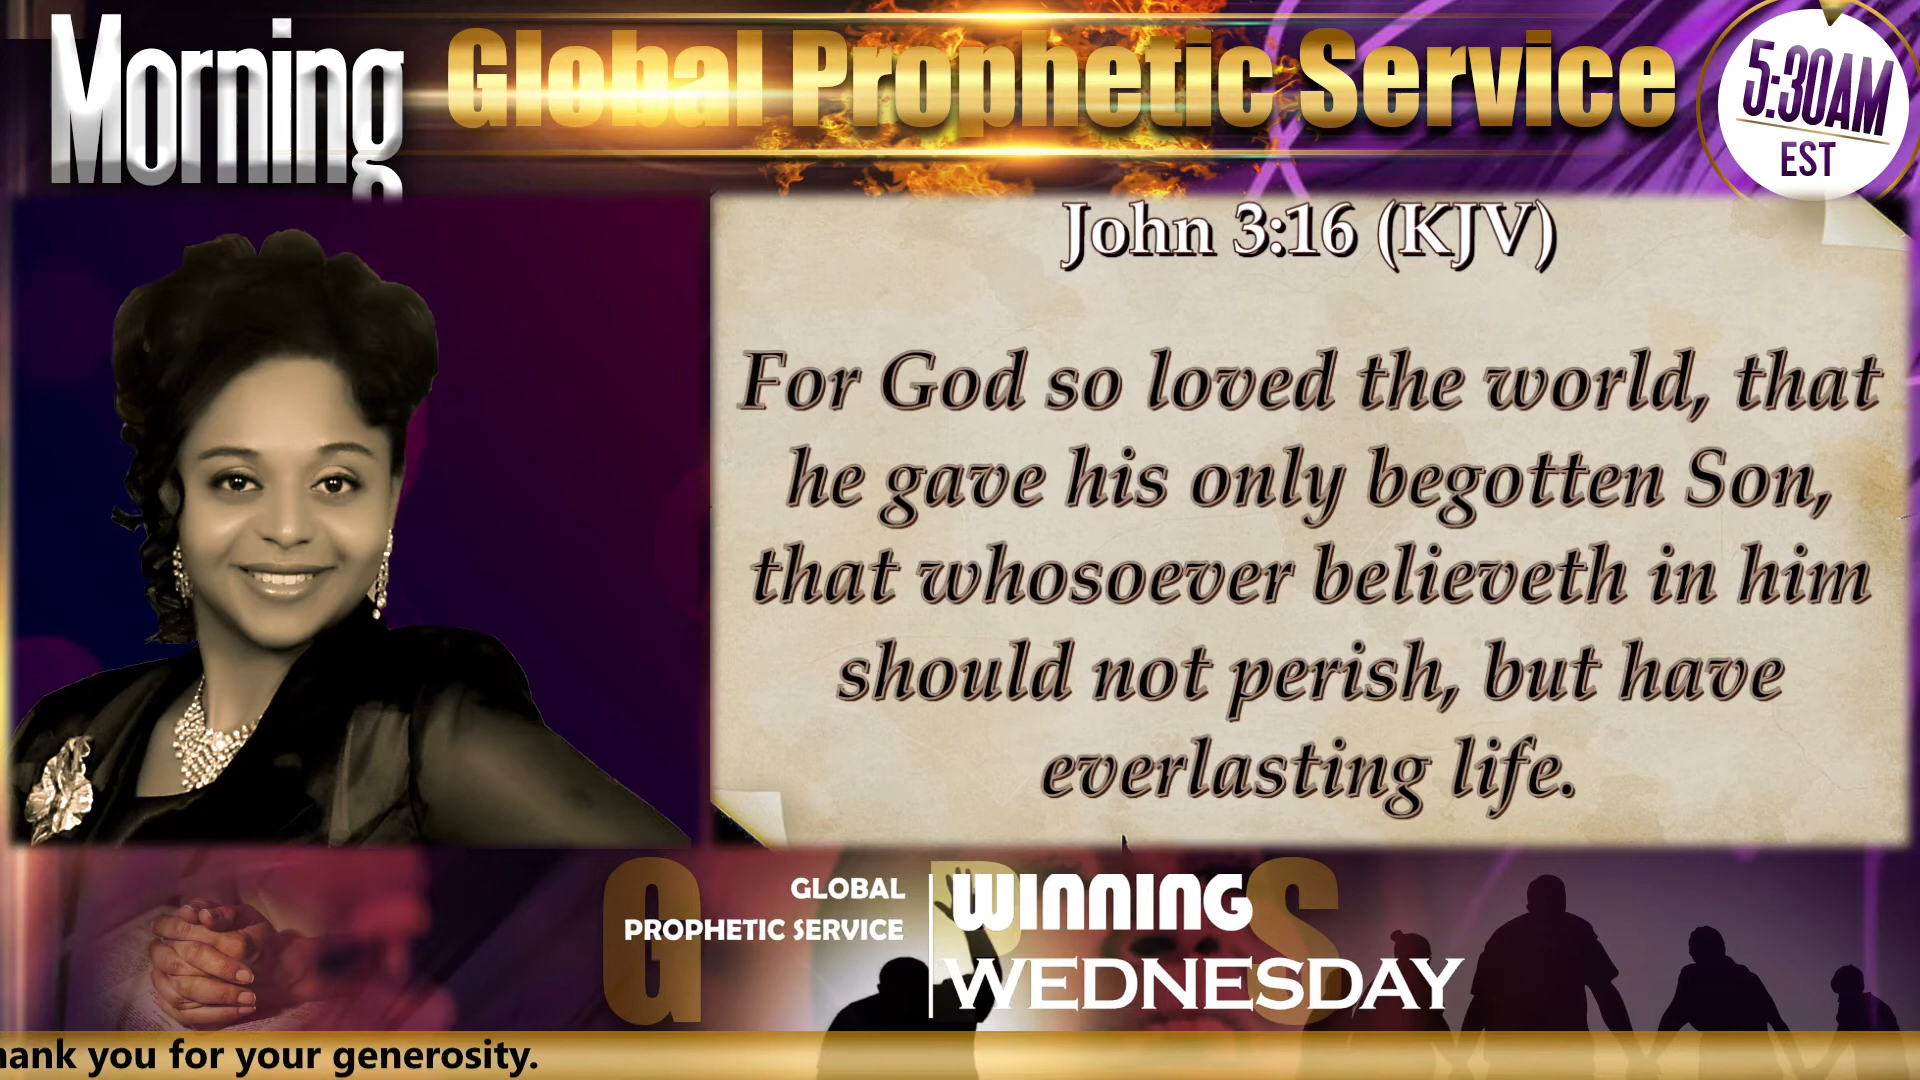 Morning
Global Prophetic Service
5:30AM
EST
John 3:16 (KJV)
For God so loved the world, that
he gave his only begotten Son,
that whosoever believeth in him
should not perish, but have
everlasting life.
G P S
GLOBAL
PROPHETIC SERVICE
WINNING
WEDNESDAY
hank you for your generosity.